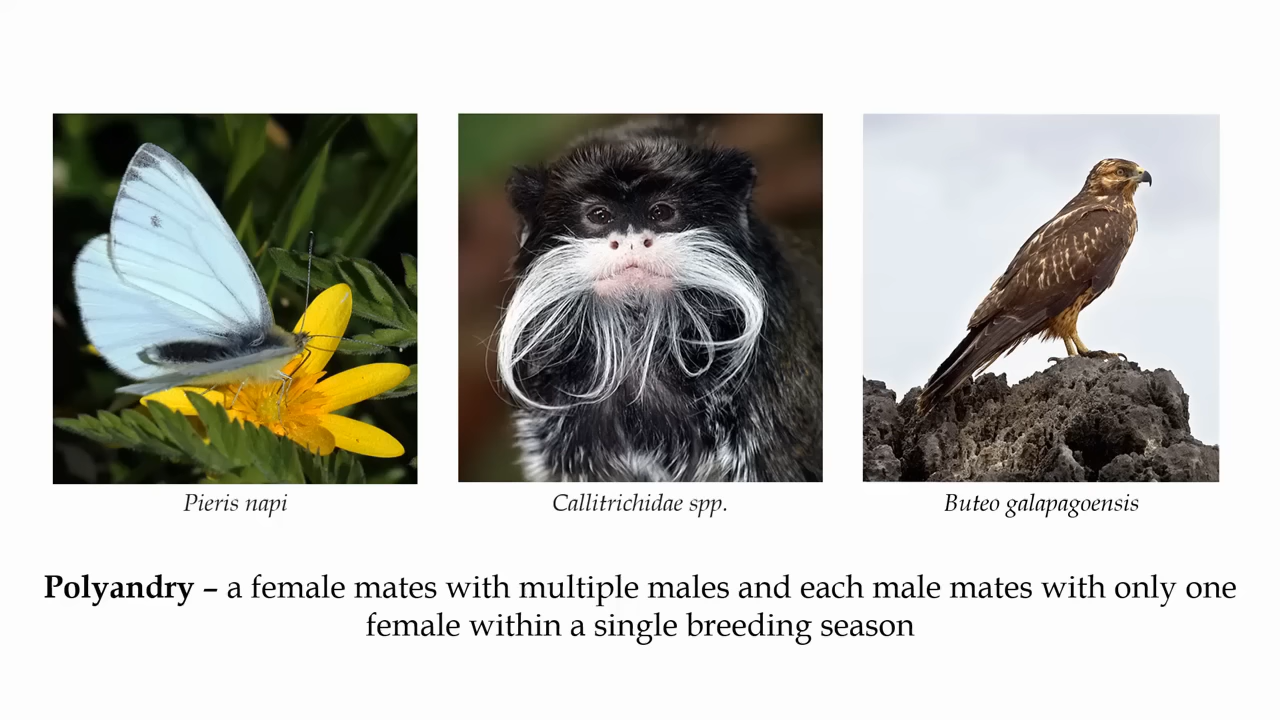 Pieris napi
Callitrichidae spp.
Buteo galapagoensis
Polyandry – a female mates with multiple males and each male mates with only one
female within a single breeding season